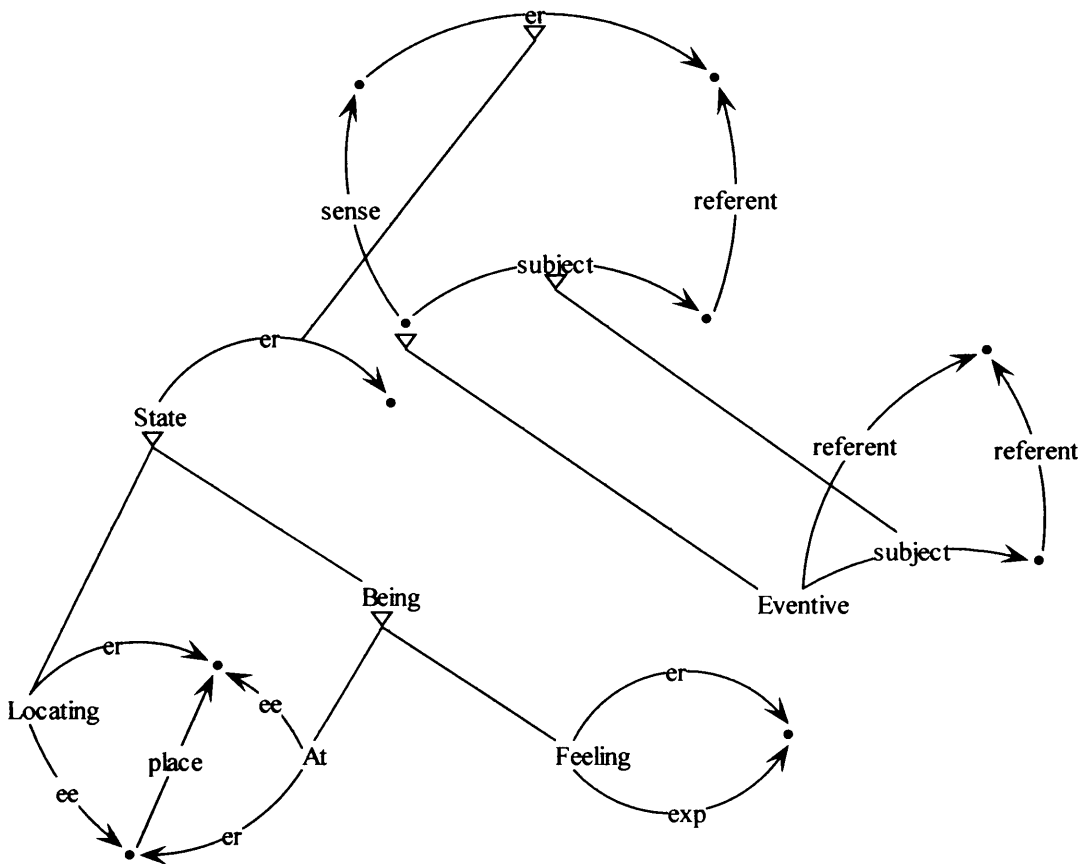 er
sense
referent
subject
er
State
referent
referent
subject
Being
Eventive
er
Locating
ee
er
At
Feeling
place
ee
exp
er